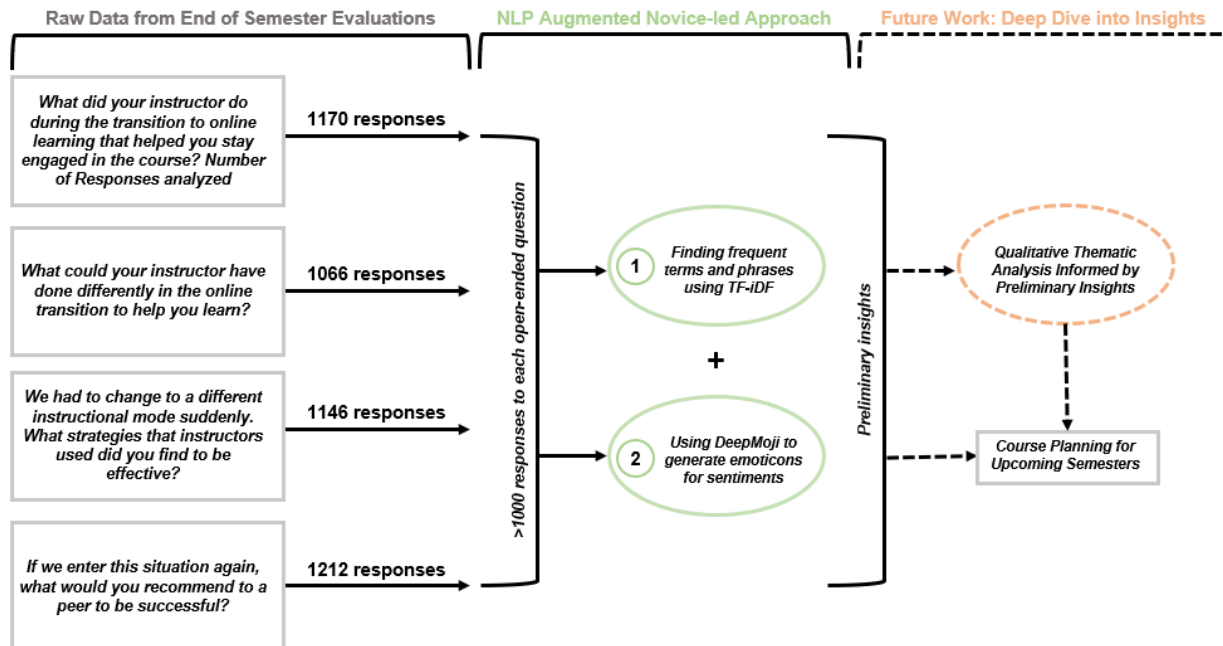 Raw Data from End of Semester Evaluations
NLP Augmented Novice-led Approach
Future Work: Deep Dive into Insights
What did your instructor do
during the transition to online
learning that helped you stay
engaged in the course? Number
of Responses analyzed
1170 responses
What could your instructor have
done differently in the online
transition to help you learn?
1066 responses
We had to change to a different
instructional mode suddenly.
What strategies that instructors
used did you find to be
effective?
1146 responses
If we enter this situation again,
what would you recommend to a
peer to be successful?
1212 responses
>1000 responses to each open-ended question
1
Finding frequent
terms and phrases
using TF-iDF
+
2
Using DeepMoji to
generate emoticons
for sentiments
Preliminary insights
Qualitative Thematic
Analysis Informed by
Preliminary Insights
Course Planning for
Upcoming Semesters